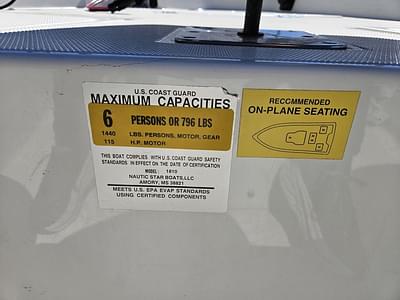 U.S. COAST GUARD
MAXIMUM CAPACITIES
6 PERSONS OR 796 LBS
1440 LBS. PERSONS, MOTOR, GEAR
115 H.P. MOTOR
THIS BOAT COMPLIES WITH U.S. COAST GUARD SAFETY
STANDARDS IN EFFECT ON THE DATE OF CERTIFICATION
MODEL: 1810
NAUTIC STAR BOATS,LLC
AMORY, MS 38821
MEETS U.S. EPA EVAP STANDARDS
USING CERTIFIED COMPONENTS
RECOMMENDED
ON-PLANE SEATING